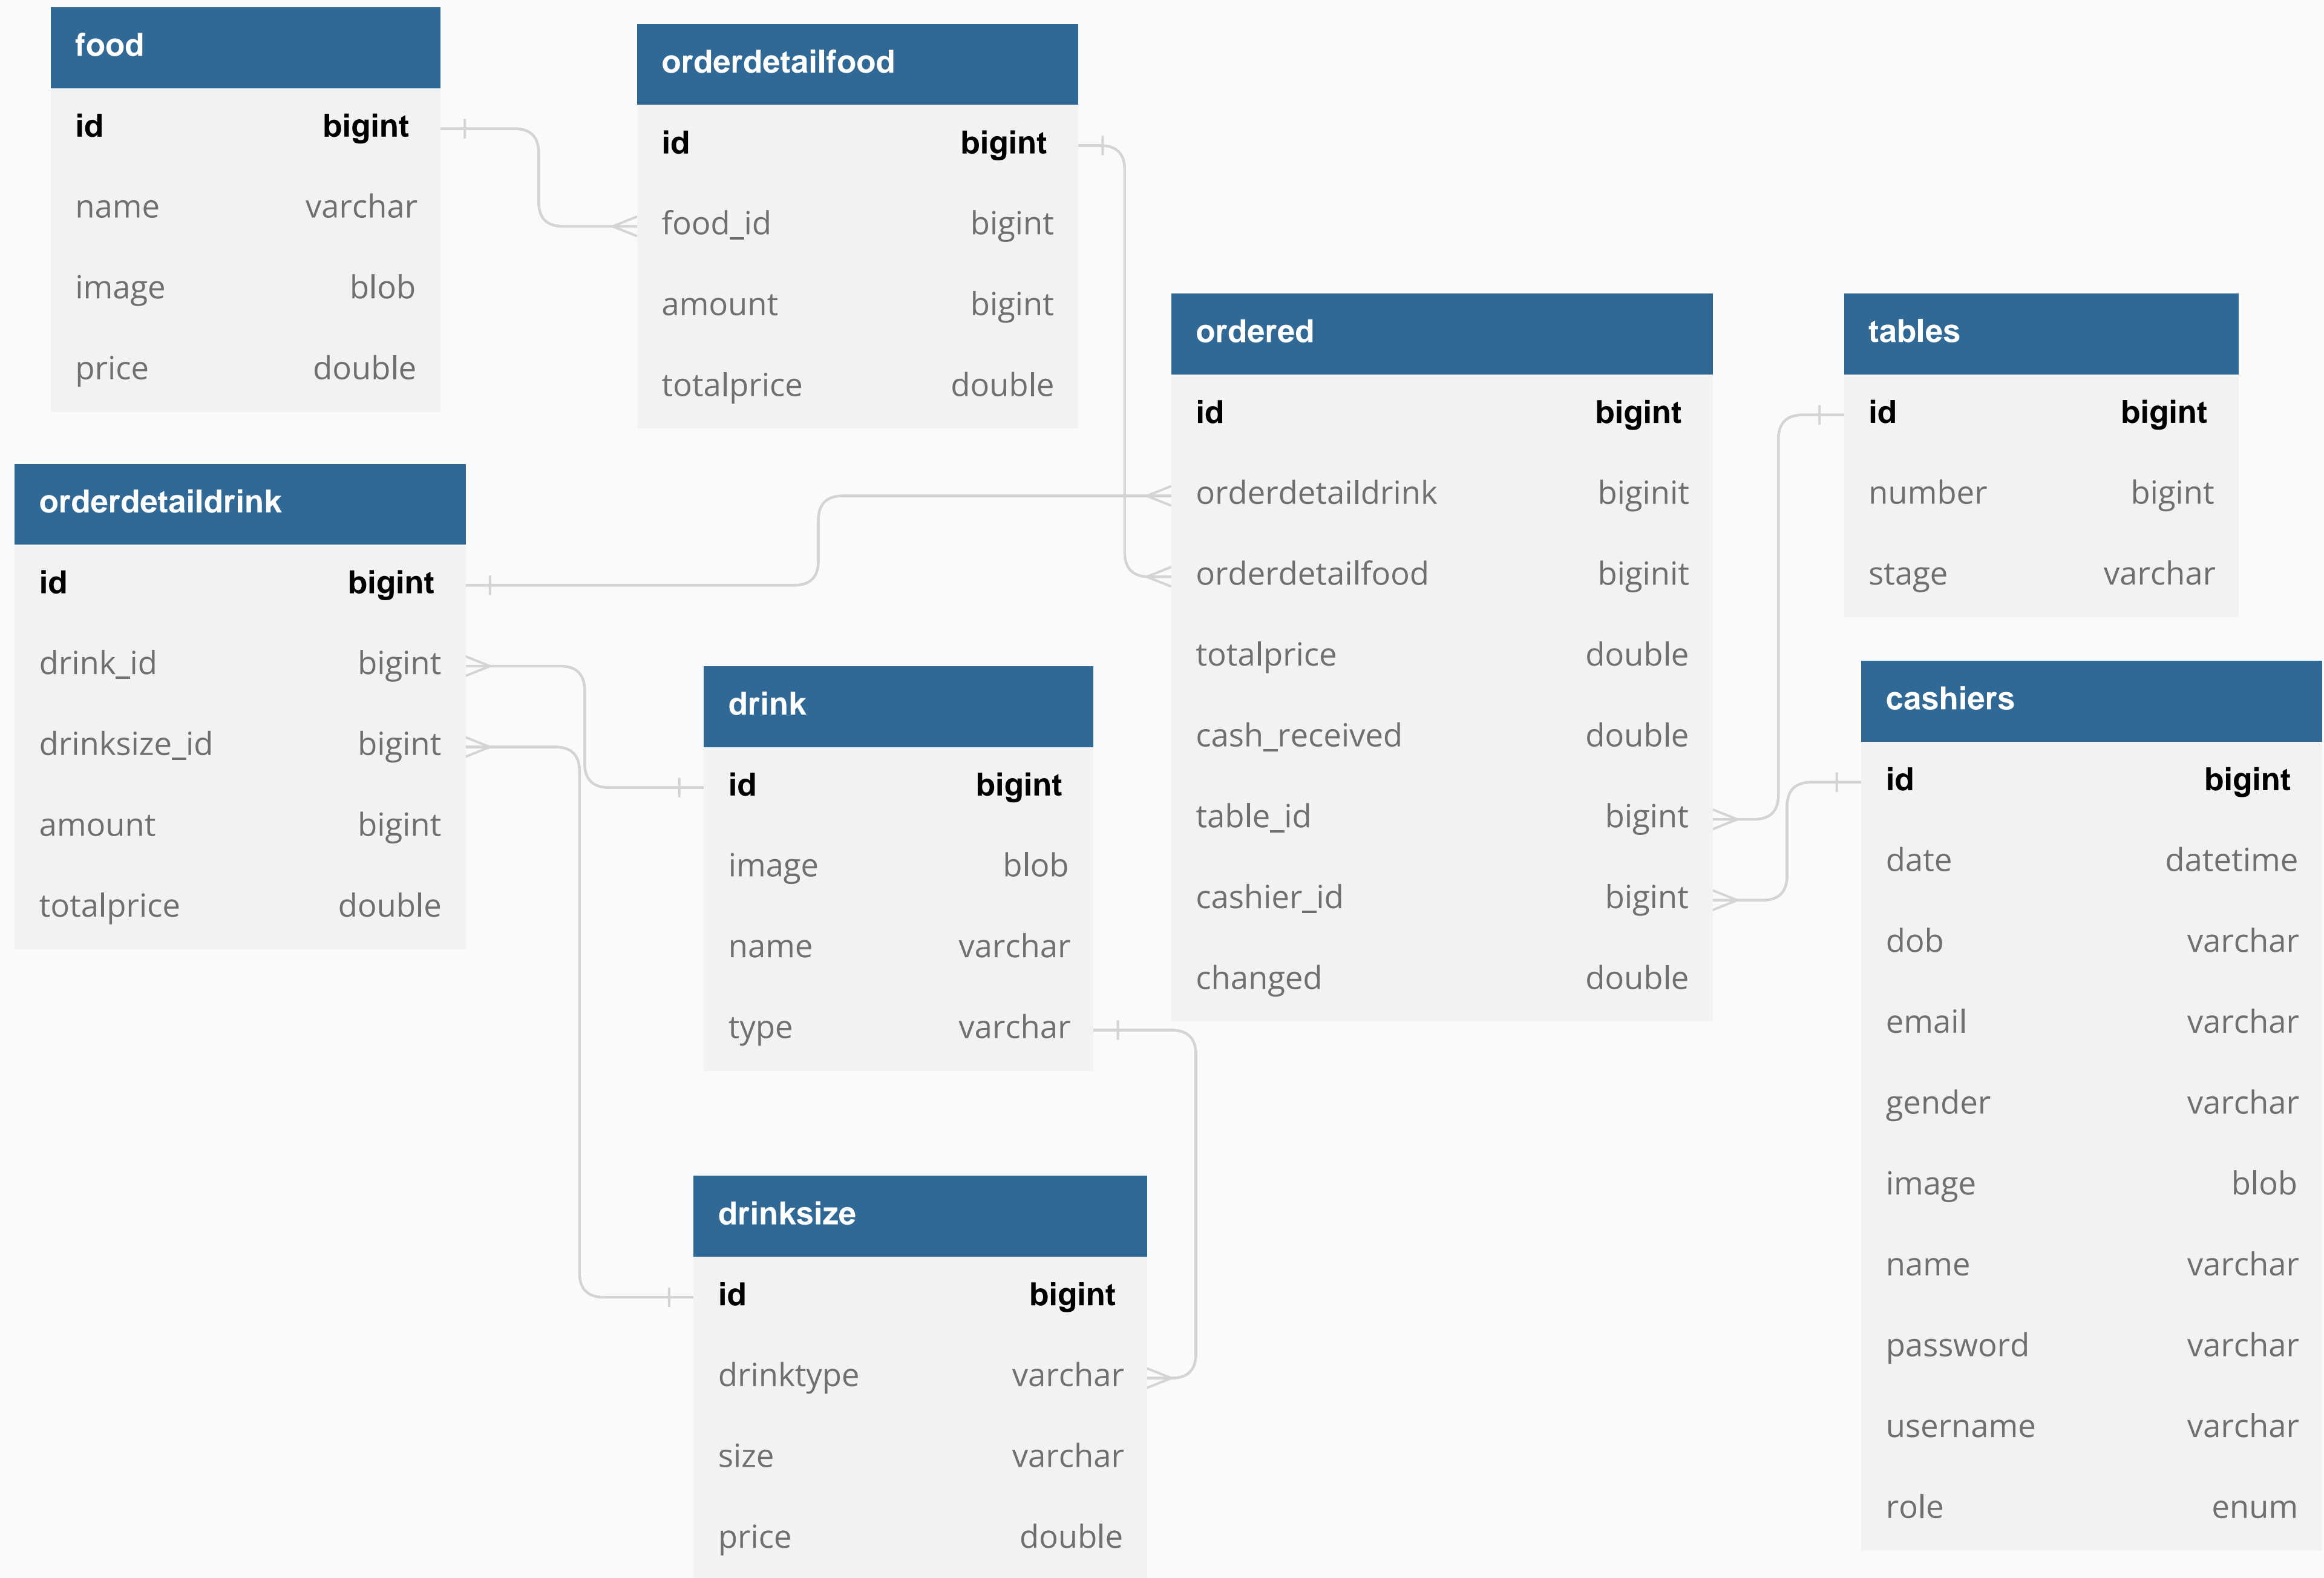 food
id bigint
name varchar
image blob
price double
orderdetailfood
id bigint
food_id bigint
amount bigint
totalprice double
orderdetaildrink
id bigint
drink_id bigint
drinksize_id bigint
amount bigint
totalprice double
drink
id bigint
image blob
name varchar
type varchar
drinksize
id bigint
drinktype varchar
size varchar
price double
ordered
id bigint
orderdetaildrink biginit
orderdetailfood biginit
totalprice double
cash_received double
table_id bigint
cashier_id bigint
changed double
tables
id bigint
number bigint
stage varchar
cashiers
id bigint
date datetime
dob varchar
email varchar
gender varchar
image blob
name varchar
password varchar
username varchar
role enum